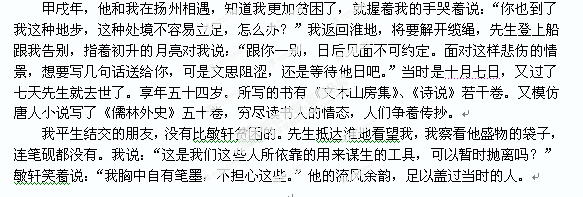 甲戌年，他和我在扬州相遇，知道我更加贫困了，就握着我的手哭着说：“你也到了
我这种地步，这种处境不容易立足，怎么办？”我返回淮地，将要解开缆绳，先生登上船
跟我告别，指着初升的月亮对我说：“跟你一别，日后见面不可约定。面对这样悲伤的情
景，想要写几句话送给你，可是文思阻涩，还是等待他日吧。”当时是十月七日，又过了
七天先生就去世了。享年五十四岁。所写的书有《文木山房集》、《诗说》若干卷。又模仿
唐人小说写了《儒林外史》五十卷，穷尽读书人的情态，人们争着传抄。
我平生结交的朋友，没有比敏轩贫困的。先生抵达淮地看望我，我察看他盛物的袋子，
连笔砚都没有。我说：“这是我们这些人所依靠的用来谋生的工具，可以暂时抛离吗？”
敏轩笑着说：“我胸中自有笔墨，不担心这些。”他的流风余韵，足以盖过当时的人。